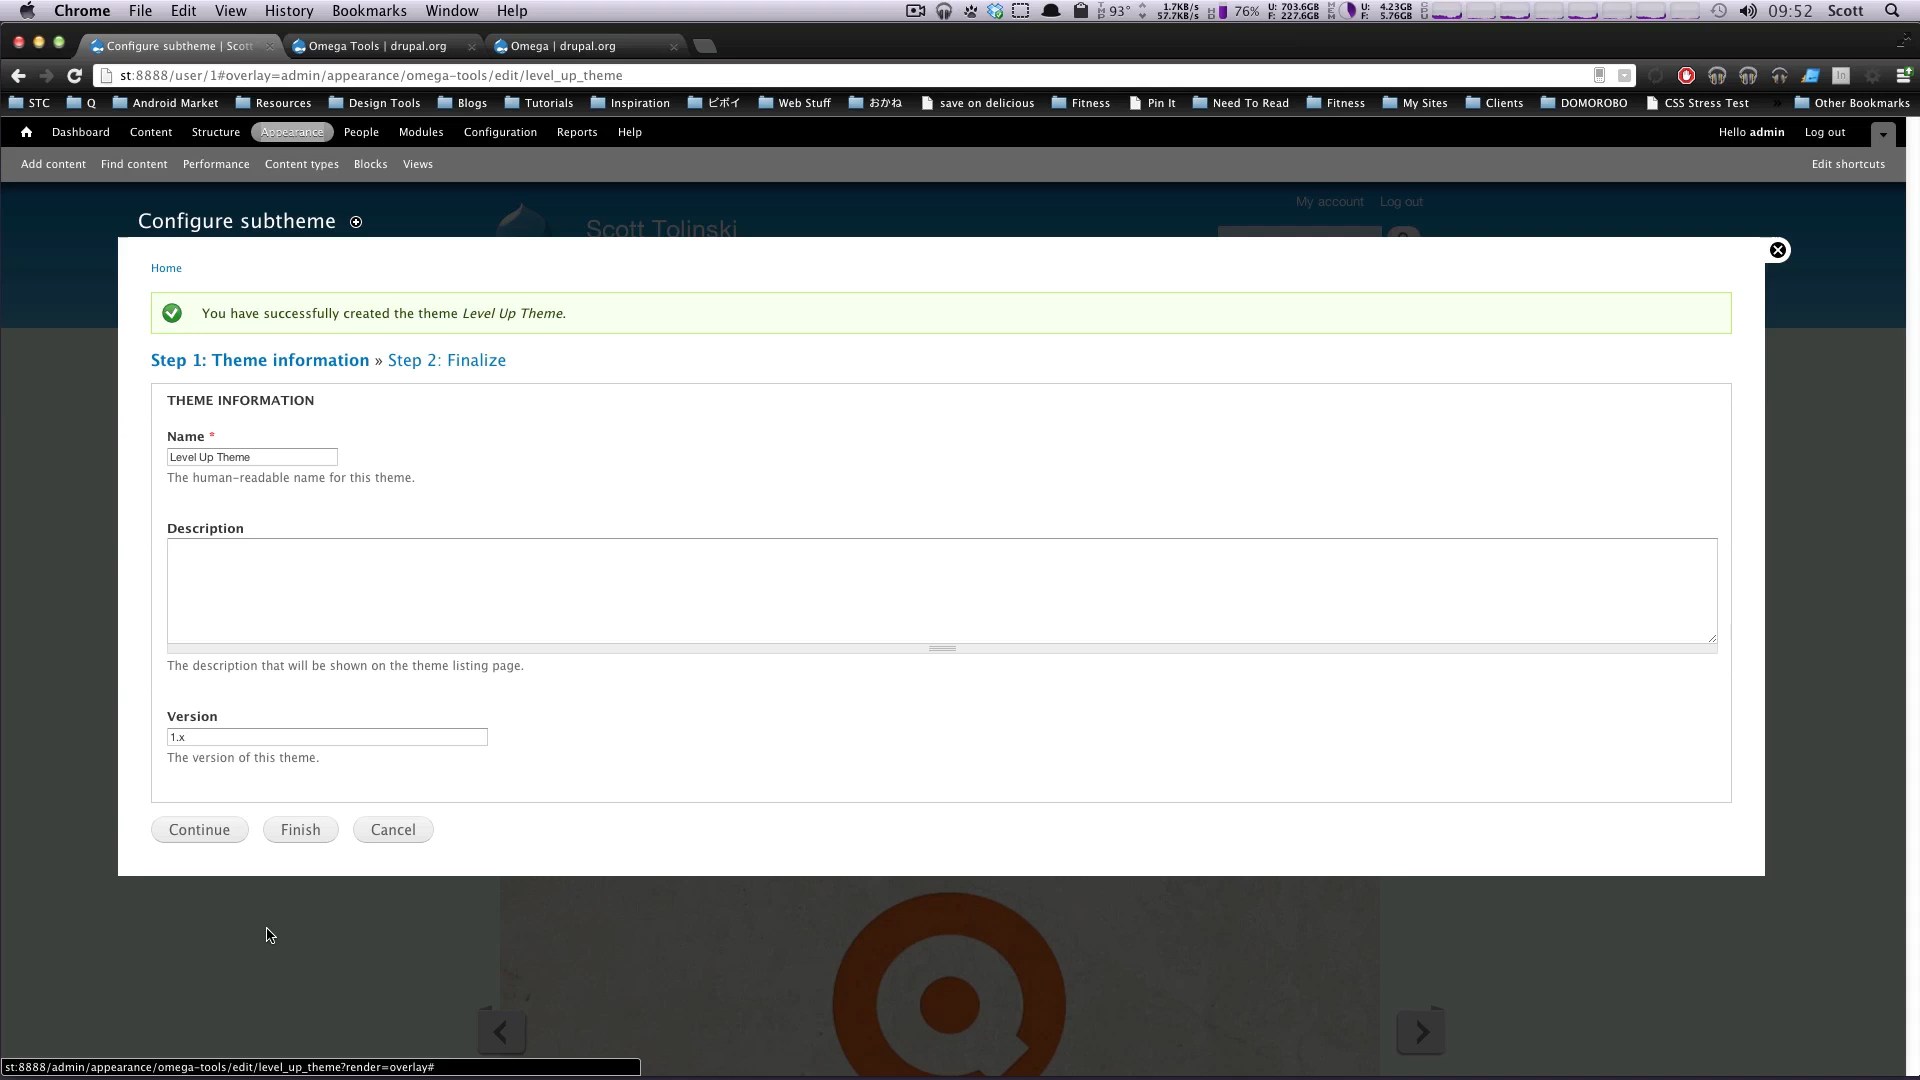 Chrome File Edit View History Bookmarks Window Help 93° 1.7KB/s 57.7KB/s 76% U: 703.6GB F: 227.6GB U: 4.23GB F: 5.76GB 09:52 Scott
Configure subtheme | Scott Omega Tools | drupal.org Omega | drupal.org
st:8888/user/1#overlay=admin/appearance/omega-tools/edit/level_up_theme
STC Q Android Market Resources Design Tools Blogs Tutorials Inspiration ビボイ Web Stuff おかね save on delicious Fitness Pin It Need To Read Fitness My Sites Clients DOMOROBO CSS Stress Test » Other Bookmarks
Dashboard Content Structure Appearance People Modules Configuration Reports Help Hello admin Log out
Add content Find content Performance Content types Blocks Views Edit shortcuts
My account Log out
Configure subtheme
Scott Tolinski
Home
You have successfully created the theme Level Up Theme.
Step 1: Theme information » Step 2: Finalize
THEME INFORMATION
Name *
Level Up Theme
The human-readable name for this theme.
Description
The description that will be shown on the theme listing page.
Version
1.x
The version of this theme.
Continue Finish Cancel
st:8888/admin/appearance/omega-tools/edit/level_up_theme?render=overlay#